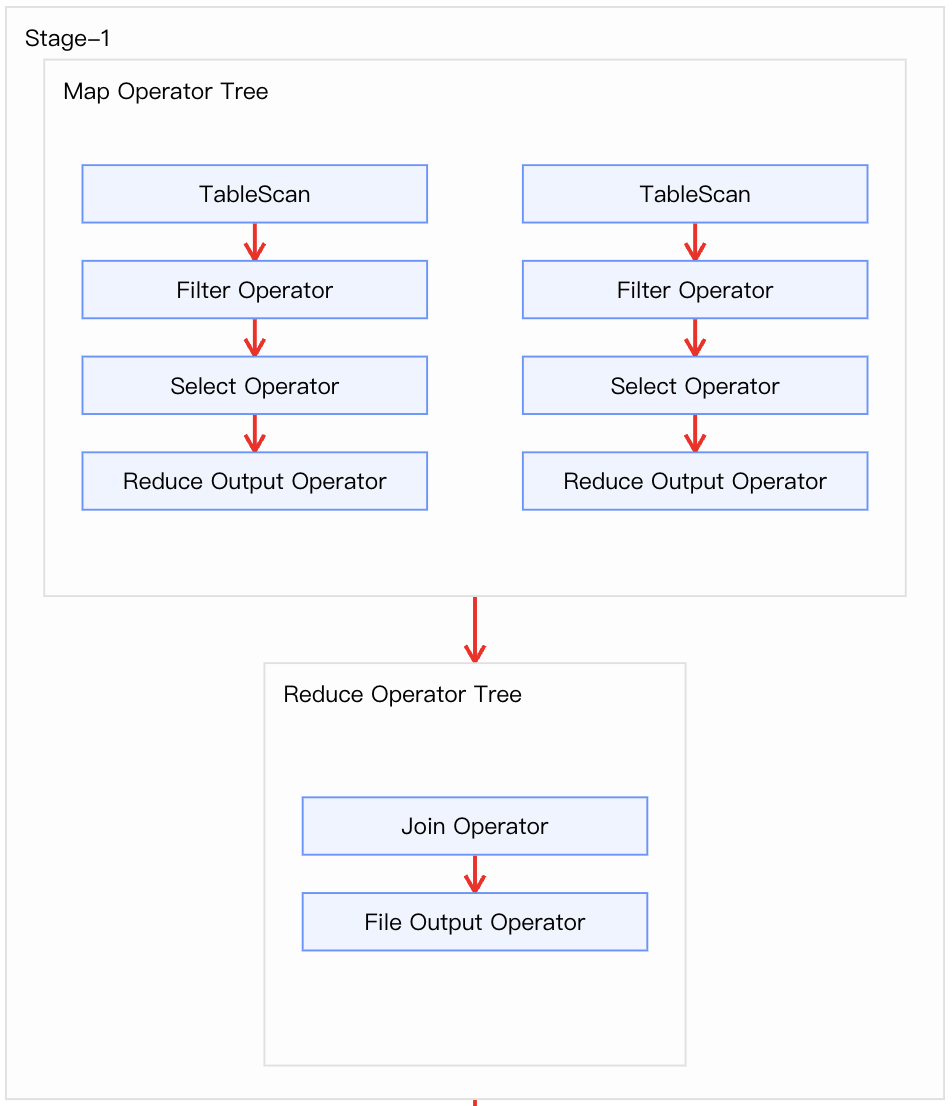 Stage-1
Map Operator Tree
TableScan
TableScan
Filter Operator
Filter Operator
Select Operator
Select Operator
Reduce Output Operator
Reduce Output Operator
Reduce Operator Tree
Join Operator
File Output Operator